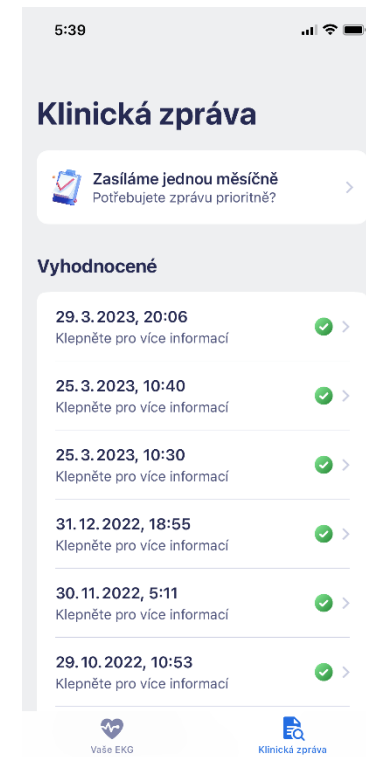 5:39
Klinická zpráva
Zasíláme jednou měsíčně
Potřebujete zprávu prioritně?
Vyhodnocené
29. 3. 2023, 20:06
Klepněte pro více informací
25. 3. 2023, 10:40
Klepněte pro více informací
25. 3. 2023, 10:30
Klepněte pro více informací
31. 12. 2022, 18:55
Klepněte pro více informací
30. 11. 2022, 5:11
Klepněte pro více informací
29. 10. 2022, 10:53
Klepněte pro více informací
Vaše EKG
Klinická zpráva